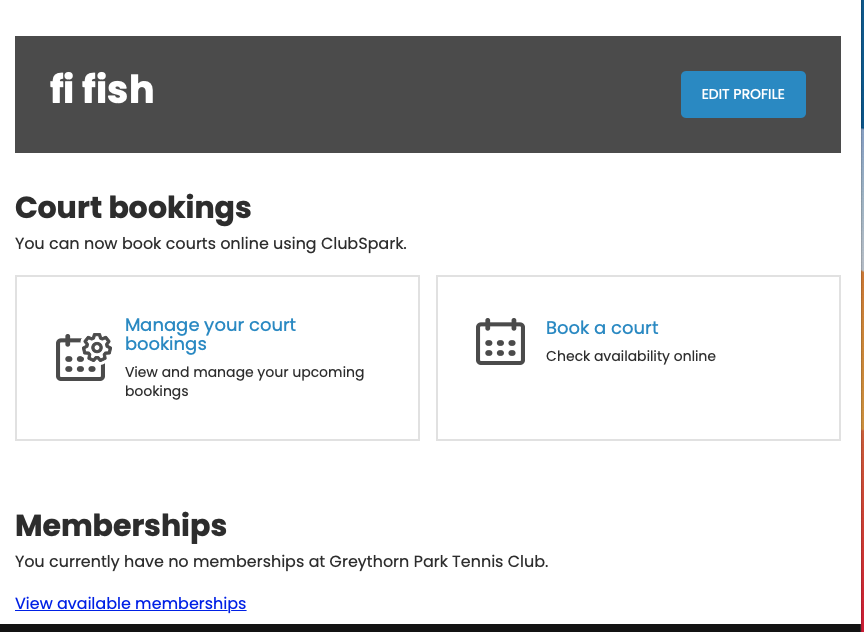 fi fish
EDIT PROFILE
Court bookings
You can now book courts online using ClubSpark.
Manage your court
bookings
View and manage your upcoming
bookings
Book a court
Check availability online
Memberships
You currently have no memberships at Greythorn Park Tennis Club.
View available memberships